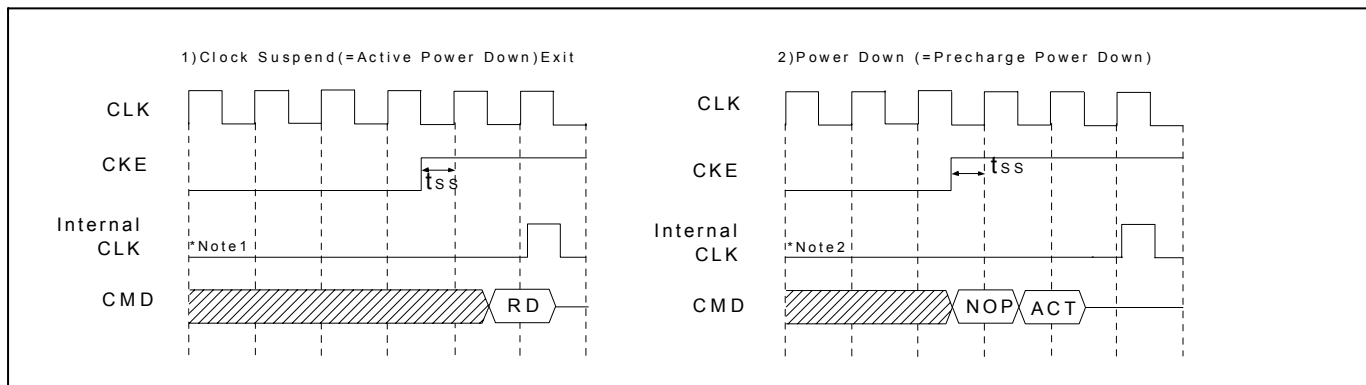 1)Clock Suspend(=Active Power Down)Exit
CLK
CKE
tSS
Internal
CLK
*Note1
CMD
RD
2)Power Down (=Precharge Power Down)
CLK
CKE
tSS
Internal
CLK
*Note2
CMD
NOP
ACT